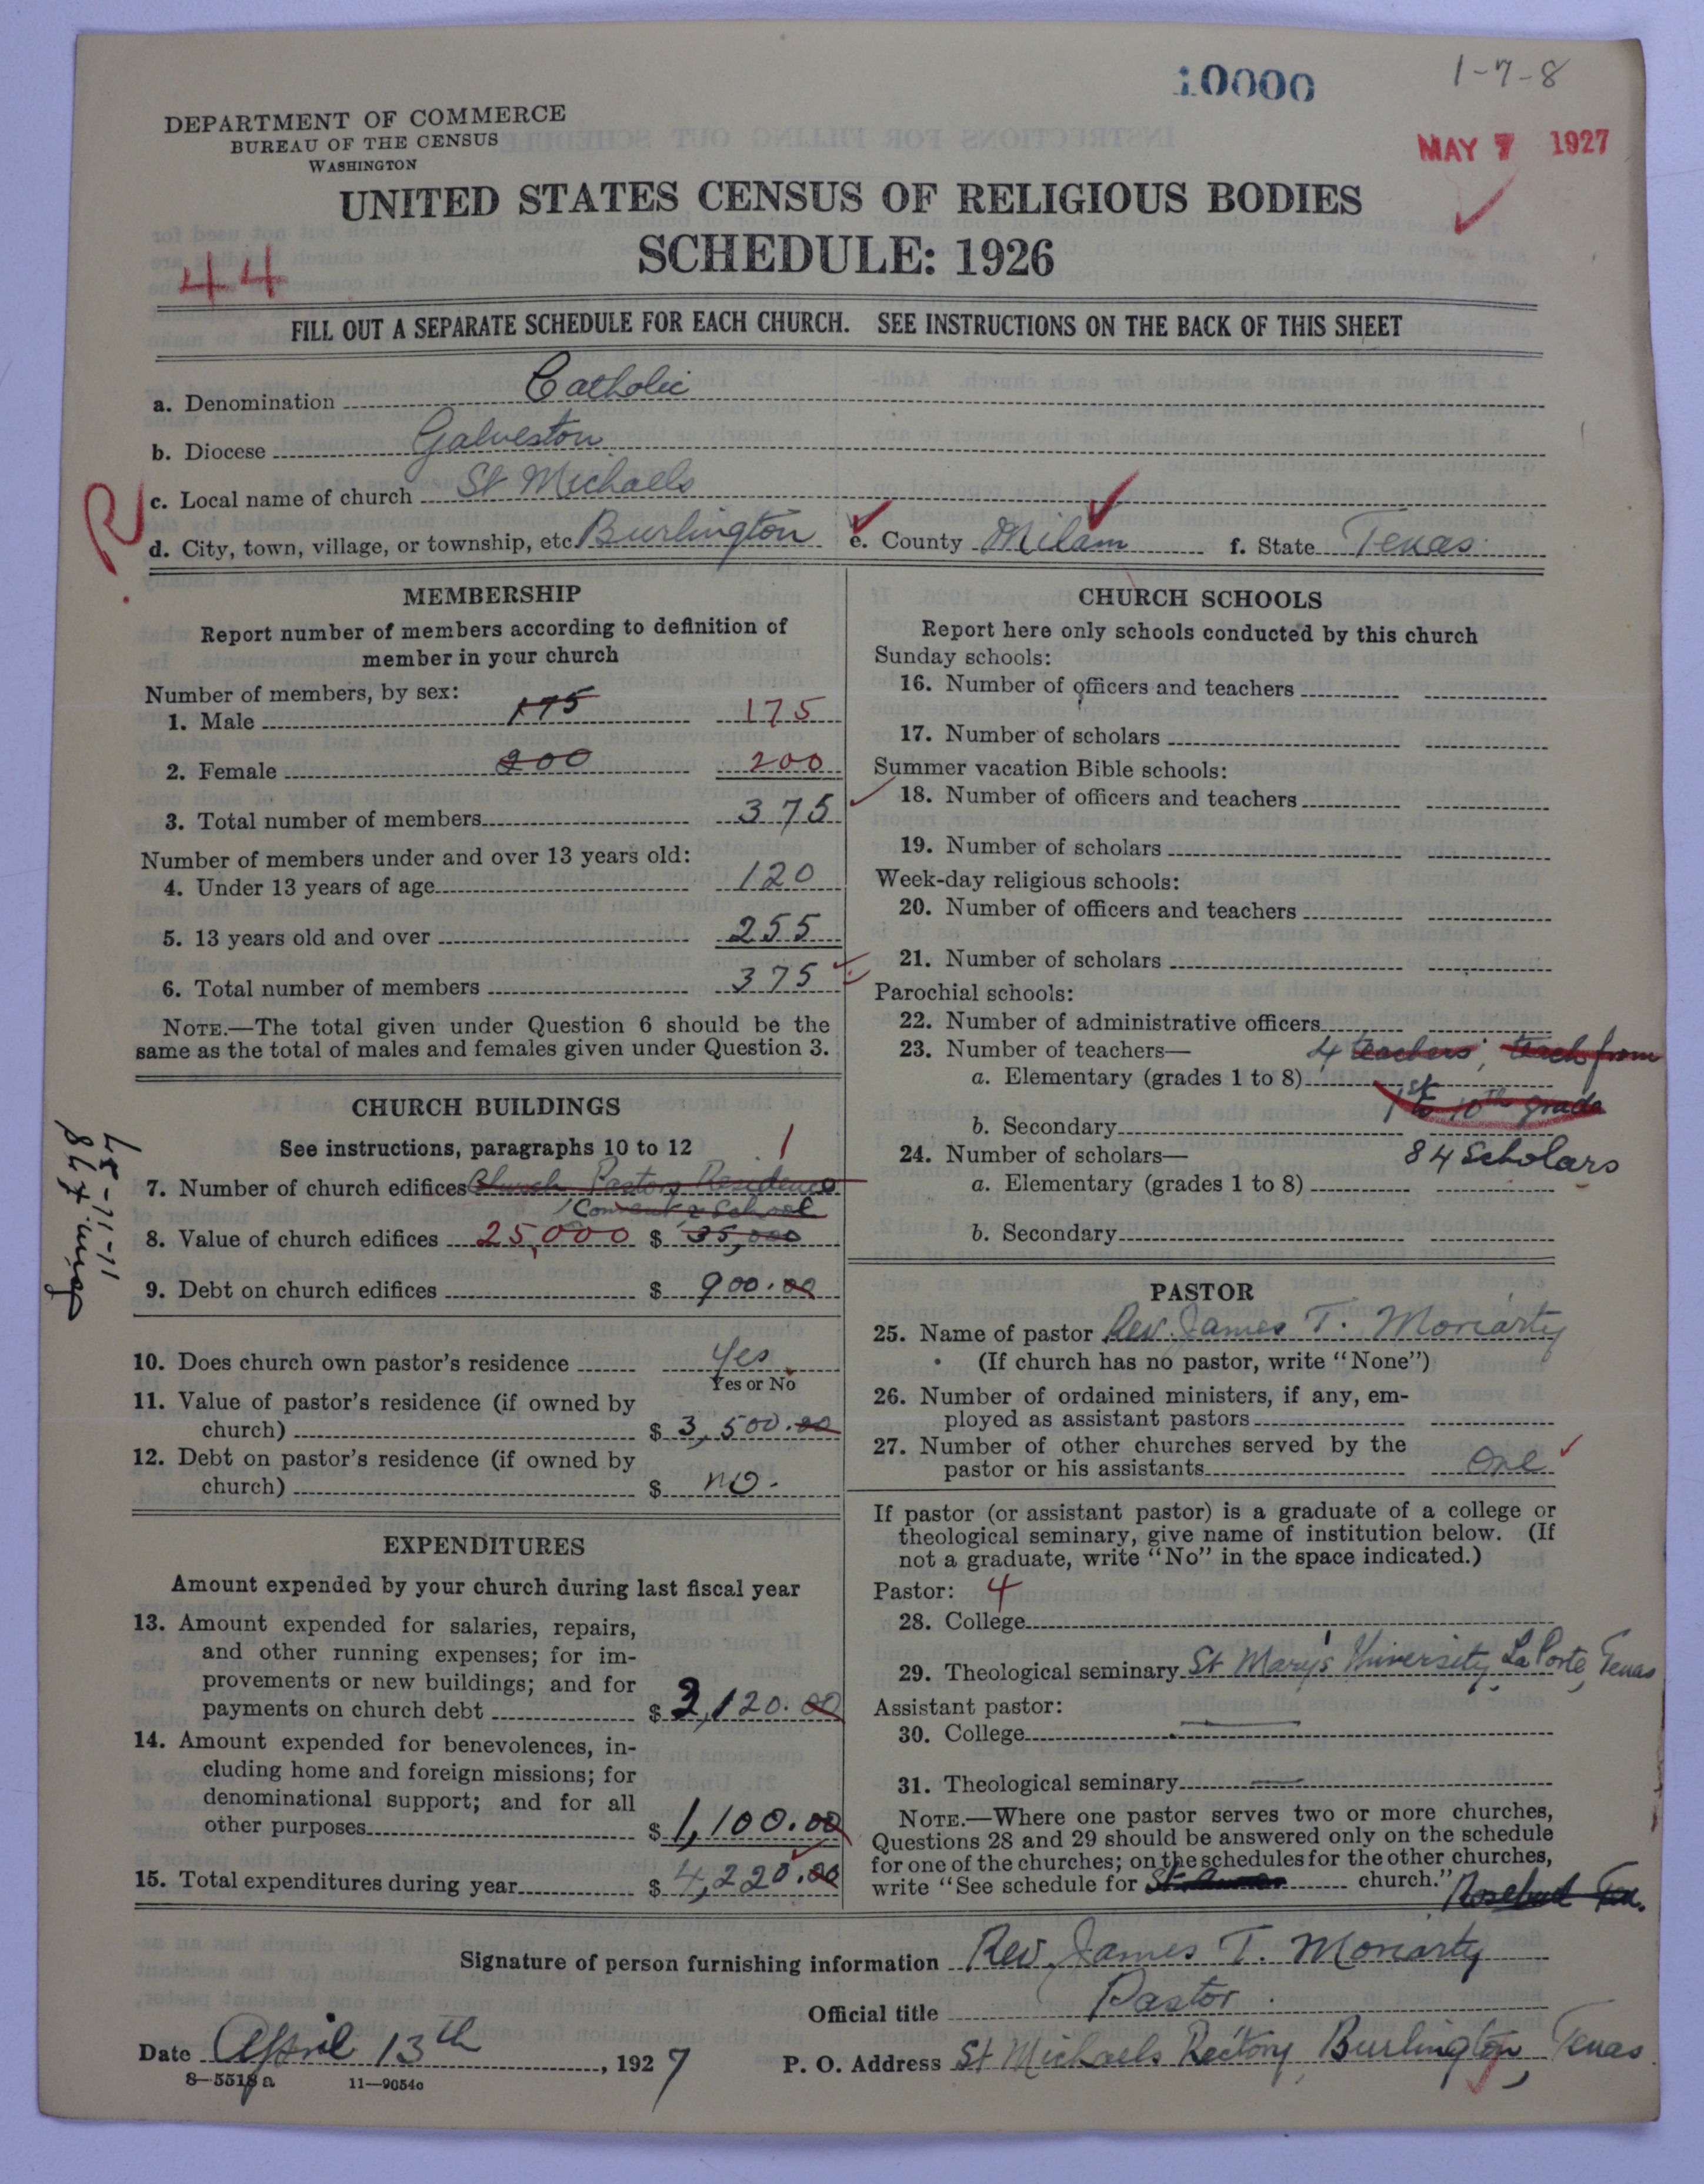 10000
1-7-8
DEPARTMENT OF COMMERCE
BUREAU OF THE CENSUS
WASHINGTON
MAY 7 1927
UNITED STATES CENSUS OF RELIGIOUS BODIES
SCHEDULE: 1926
44
FILL OUT A SEPARATE SCHEDULE FOR EACH CHURCH. SEE INSTRUCTIONS ON THE BACK OF THIS SHEET
a. Denomination Catholic
b. Diocese Galveston
R
c. Local name of church St Michaels
d. City, town, village, or township, etc. Burlington e. County Milam f. State Texas
MEMBERSHIP
Report number of members according to definition of
member in your church
Number of members, by sex:
1. Male 175 175
2. Female 200 200
3. Total number of members 375
Number of members under and over 13 years old:
4. Under 13 years of age 120
5. 13 years old and over 255
6. Total number of members 375
NOTE.—The total given under Question 6 should be the
same as the total of males and females given under Question 3.
CHURCH BUILDINGS
See instructions, paragraphs 10 to 12 1
7. Number of church edifices Church Pastors Residence
Convent & School
8. Value of church edifices 25,000 $ 35,000
9. Debt on church edifices $ 900.00
10. Does church own pastor's residence Yes
Yes or No
11. Value of pastor's residence (if owned by
church) $ 3,500.00
12. Debt on pastor's residence (if owned by
church) $ no.
EXPENDITURES
Amount expended by your church during last fiscal year
13. Amount expended for salaries, repairs,
and other running expenses; for im-
provements or new buildings; and for
payments on church debt $ 3,120.00
14. Amount expended for benevolences, in-
cluding home and foreign missions; for
denominational support; and for all
other purposes $ 1,100.00
15. Total expenditures during year $ 4,220.00
CHURCH SCHOOLS
Report here only schools conducted by this church
Sunday schools:
16. Number of officers and teachers
17. Number of scholars
Summer vacation Bible schools:
18. Number of officers and teachers
19. Number of scholars
Week-day religious schools:
20. Number of officers and teachers
21. Number of scholars
Parochial schools:
22. Number of administrative officers
23. Number of teachers— 4 teachers, teach from
a. Elementary (grades 1 to 8) 1st
to 10th grade
b. Secondary
24. Number of scholars— 84 Scholars
a. Elementary (grades 1 to 8)
b. Secondary
PASTOR
25. Name of pastor Rev. James T. Moriarty
(If church has no pastor, write "None")
26. Number of ordained ministers, if any, em-
ployed as assistant pastors
27. Number of other churches served by the
pastor or his assistants One
If pastor (or assistant pastor) is a graduate of a college or
theological seminary, give name of institution below. (If
not a graduate, write "No" in the space indicated.)
Pastor: 4
28. College
29. Theological seminary St Mary's University, La Porte, Texas
Assistant pastor:
30. College
31. Theological seminary
NOTE.—Where one pastor serves two or more churches,
Questions 28 and 29 should be answered only on the schedule
for one of the churches; on the schedules for the other churches,
write "See schedule for church."
Rosebud Tex.
Signature of person furnishing information Rev. James T. Moriarty
Official title Pastor
Date April 13th, 1927 P. O. Address St Michaels Rectory, Burlington, Texas
8—5518a 11—9054c